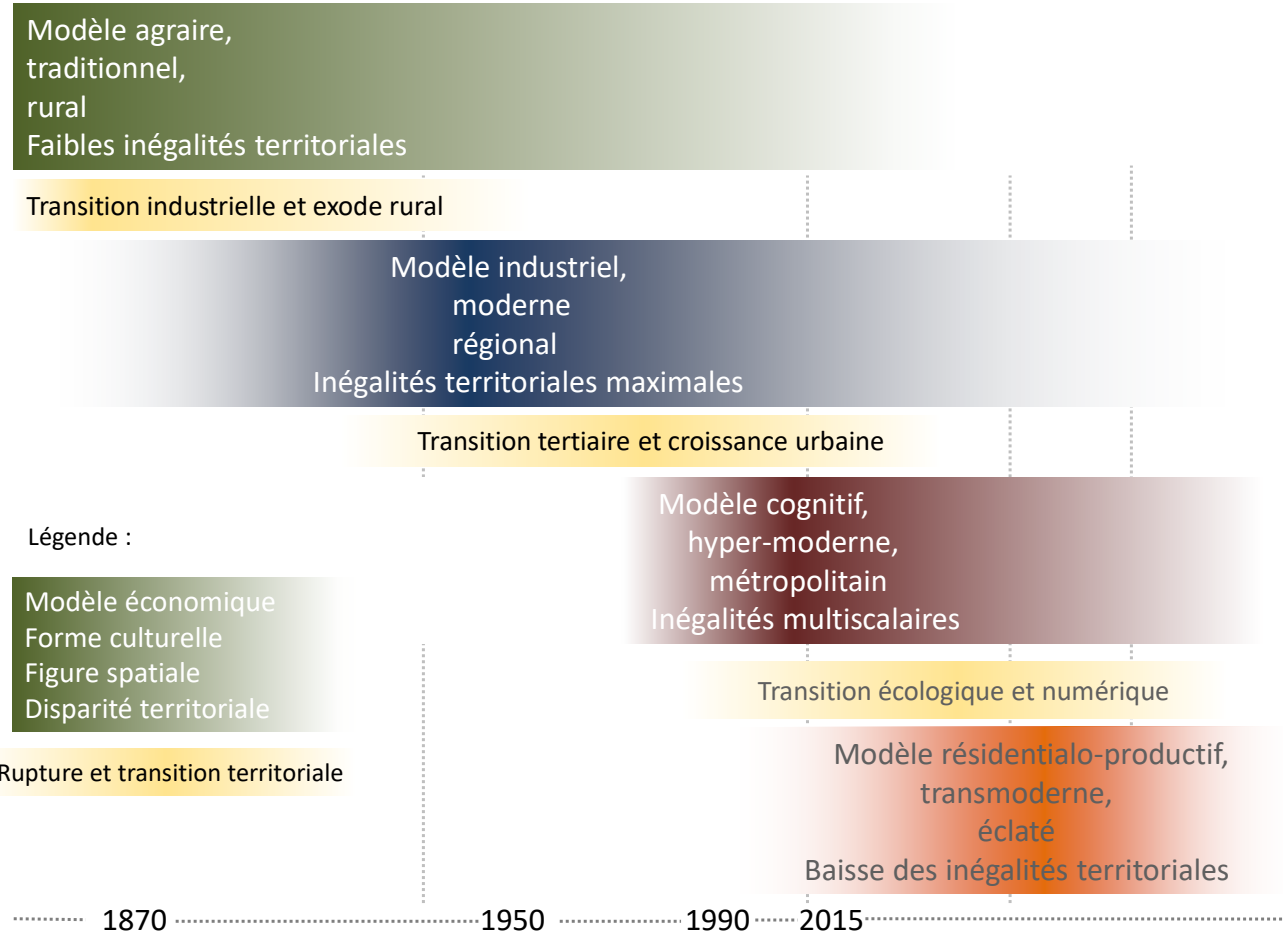 Modèle agraire,
traditionnel,
rural
Faibles inégalités territoriales
Transition industrielle et exode rural
Modèle industriel,
moderne
régional
Inégalités territoriales maximales
Transition tertiaire et croissance urbaine
Modèle cognitif,
hyper-moderne,
métropolitain
Inégalités multiscalaires
Légende :
Modèle économique
Forme culturelle
Figure spatiale
Disparité territoriale
Rupture et transition territoriale
Transition écologique et numérique
Modèle résidentialo-productif,
transmoderne,
éclaté
Baisse des inégalités territoriales
1870 1950 1990 2015